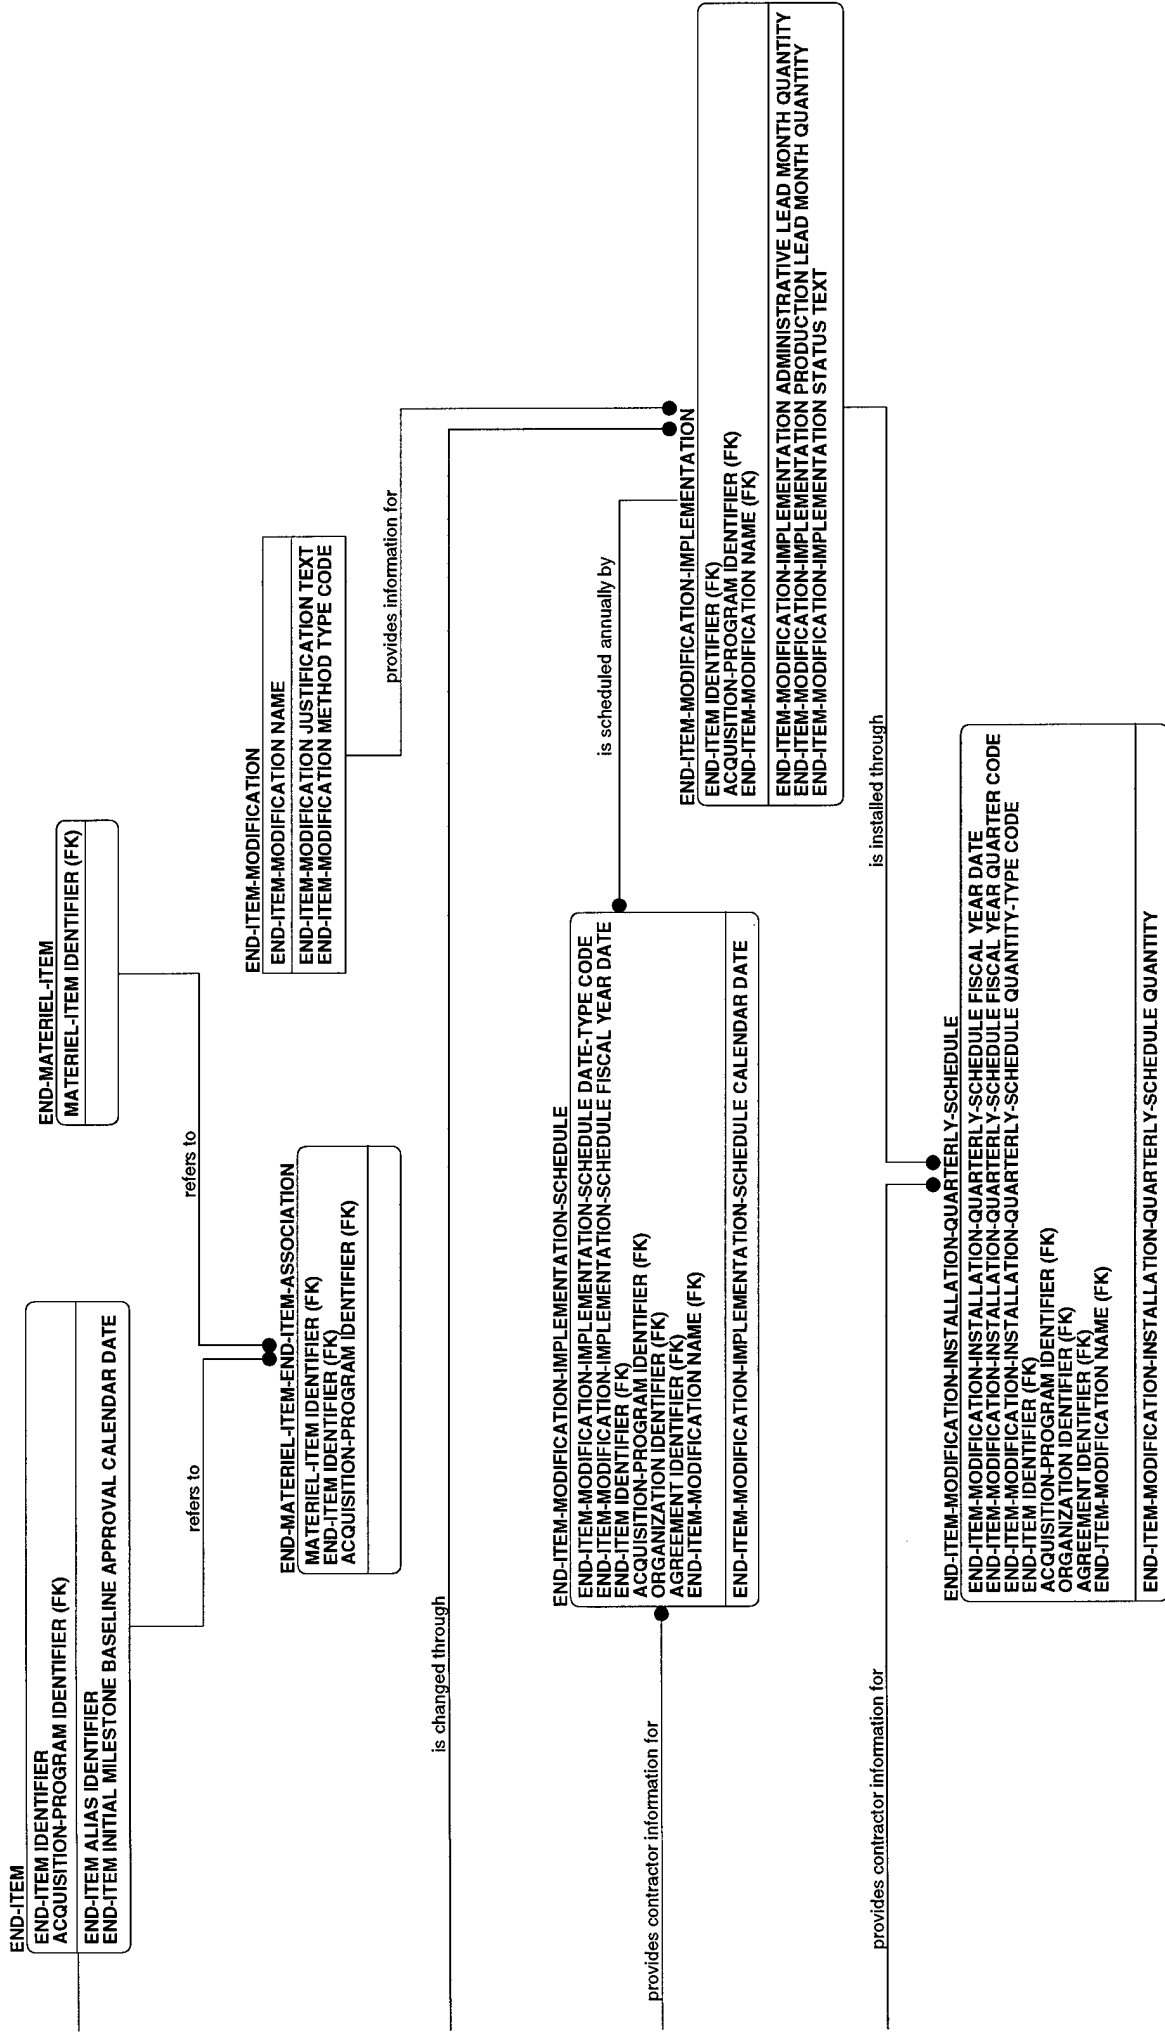 END-ITEM
END-ITEM IDENTIFIER
ACQUISITION-PROGRAM IDENTIFIER (FK)
END-ITEM ALIAS IDENTIFIER
END-ITEM INITIAL MILESTONE BASELINE APPROVAL CALENDAR DATE
refers to
END-MATERIEL-ITEM
MATERIEL-ITEM IDENTIFIER (FK)
refers to
END-MATERIEL-ITEM-END-ITEM-ASSOCIATION
MATERIEL-ITEM IDENTIFIER (FK)
END-ITEM IDENTIFIER (FK)
ACQUISITION-PROGRAM IDENTIFIER (FK)
END-ITEM-MODIFICATION
END-ITEM-MODIFICATION NAME
END-ITEM-MODIFICATION JUSTIFICATION TEXT
END-ITEM-MODIFICATION METHOD TYPE CODE
provides information for
is changed through
END-ITEM-MODIFICATION-IMPLEMENTATION-SCHEDULE
END-ITEM-MODIFICATION-IMPLEMENTATION-SCHEDULE DATE-TYPE CODE
END-ITEM-MODIFICATION-IMPLEMENTATION-SCHEDULE FISCAL YEAR DATE
END-ITEM IDENTIFIER (FK)
ACQUISITION-PROGRAM IDENTIFIER (FK)
ORGANIZATION IDENTIFIER (FK)
AGREEMENT IDENTIFIER (FK)
END-ITEM-MODIFICATION NAME (FK)
END-ITEM-MODIFICATION-IMPLEMENTATION-SCHEDULE CALENDAR DATE
is scheduled annually by
provides contractor information for
END-ITEM-MODIFICATION-IMPLEMENTATION
END-ITEM IDENTIFIER (FK)
ACQUISITION-PROGRAM IDENTIFIER (FK)
END-ITEM-MODIFICATION NAME (FK)
END-ITEM-MODIFICATION-IMPLEMENTATION ADMINISTRATIVE LEAD MONTH QUANTITY
END-ITEM-MODIFICATION-IMPLEMENTATION PRODUCTION LEAD MONTH QUANTITY
END-ITEM-MODIFICATION-IMPLEMENTATION STATUS TEXT
provides contractor information for
is installed through
END-ITEM-MODIFICATION-INSTALLATION-QUARTERLY-SCHEDULE
END-ITEM-MODIFICATION-INSTALLATION-QUARTERLY-SCHEDULE FISCAL YEAR DATE
END-ITEM-MODIFICATION-INSTALLATION-QUARTERLY-SCHEDULE FISCAL YEAR QUARTER CODE
END-ITEM-MODIFICATION-INSTALLATION-QUARTERLY-SCHEDULE QUANTITY-TYPE CODE
END-ITEM IDENTIFIER (FK)
ACQUISITION-PROGRAM IDENTIFIER (FK)
ORGANIZATION IDENTIFIER (FK)
AGREEMENT IDENTIFIER (FK)
END-ITEM-MODIFICATION NAME (FK)
END-ITEM-MODIFICATION-INSTALLATION-QUARTERLY-SCHEDULE QUANTITY